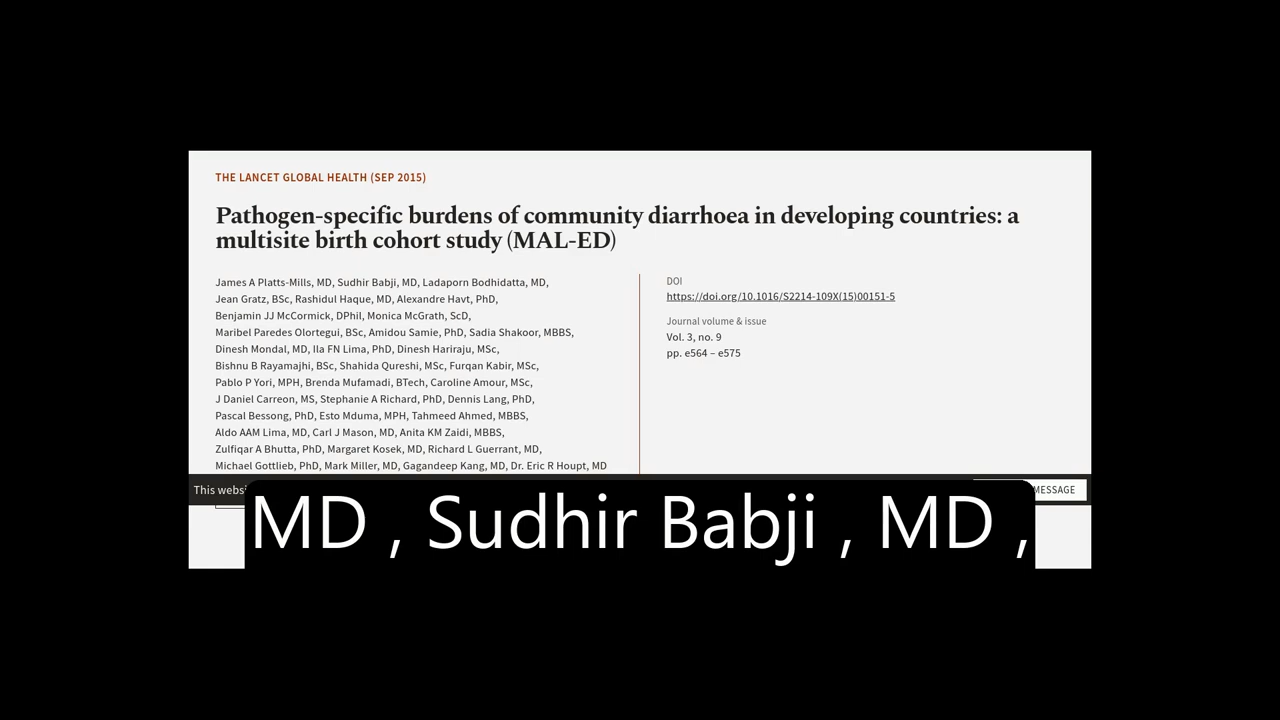 THE LANCET GLOBAL HEALTH (SEP 2015)
Pathogen-specific burdens of community diarrhoea in developing countries: a
multisite birth cohort study (MAL-ED)
James A Platts-Mills, MD, Sudhir Babji, MD, Ladaporn Bodhidatta, MD,
Jean Gratz, BSc, Rashidul Haque, MD, Alexandre Havt, PhD,
Benjamin JJ McCormick, DPhil, Monica McGrath, ScD,
Maribel Paredes Olortegui, BSc, Amidou Samie, PhD, Sadia Shakoor, MBBS,
Dinesh Mondal, MD, Ila FN Lima, PhD, Dinesh Hariraju, MSc,
Bishnu B Rayamajhi, BSc, Shahida Qureshi, MSc, Furqan Kabir, MSc,
Pablo P Yori, MPH, Brenda Mufamadi, BTech, Caroline Amour, MSc,
J Daniel Carreon, MS, Stephanie A Richard, PhD, Dennis Lang, PhD,
Pascal Bessong, PhD, Esto Mduma, MPH, Tahmeed Ahmed, MBBS,
Aldo AAM Lima, MD, Carl J Mason, MD, Anita KM Zaidi, MBBS,
Zulfiqar A Bhutta, PhD, Margaret Kosek, MD, Richard L Guerrant, MD,
Michael Gottlieb, PhD, Mark Miller, MD, Gagandeep Kang, MD, Dr. Eric R Houpt, MD
DOI
https://doi.org/10.1016/S2214-109X(15)00151-5
Journal volume & issue
Vol. 3, no. 9
pp. e564 – e575
This
MESSAGE
MD , Sudhir Babji , MD ,